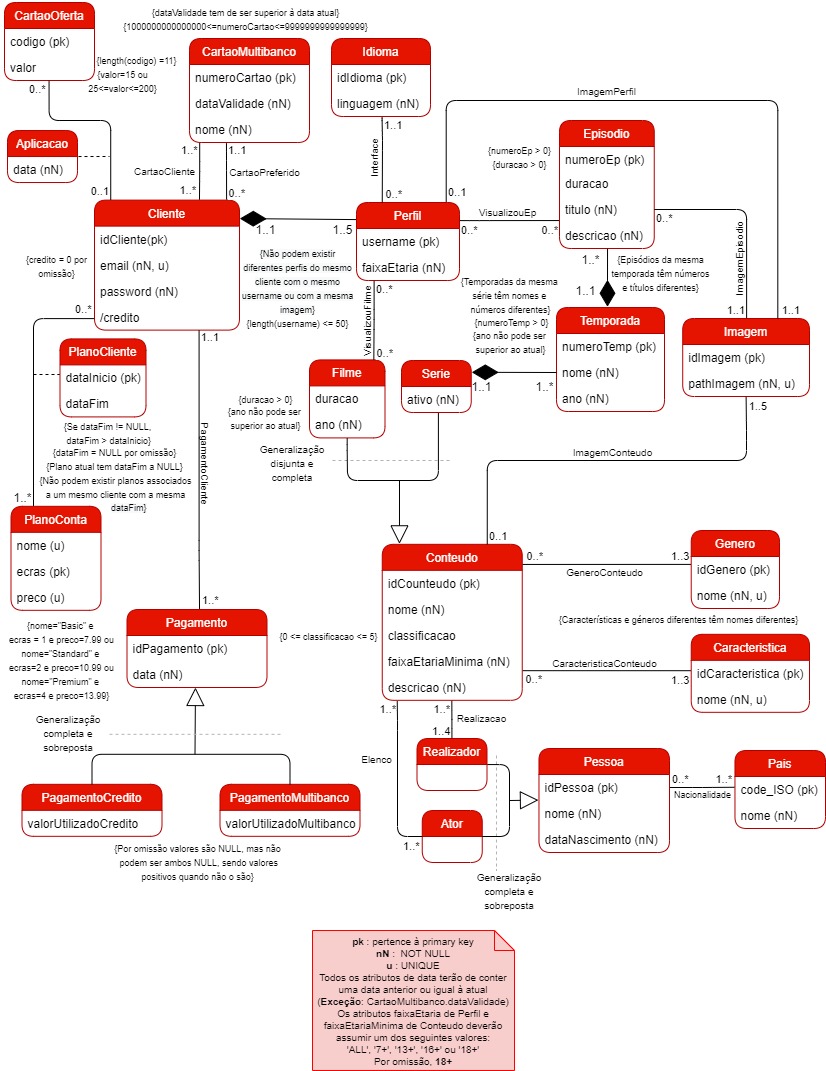 CartaoOferta
codigo (pk)
valor
{dataValidade tem de ser superior à data atual}
{1000000000000000<=numeroCartao<=9999999999999999}
{length(codigo) =11}
{valor=15 ou
25<=valor<=200}
0..*
CartaoMultibanco
numeroCartao (pk)
dataValidade (nN)
nome (nN)
Idioma
idIdioma (pk)
linguagem (nN)
1..1
ImagemPerfil
Episodio
numeroEp (pk)
duracao
titulo (nN)
descricao (nN)
{numeroEp > 0}
{duracao > 0}
Aplicacao
data (nN)
1..*
1..1
CartaoCliente
CartaoPreferido
Interface
0..1
1..*
0..*
0..*
0..1
Cliente
idCliente(pk)
email (nN, u)
password (nN)
/credito
{credito = 0 por
omissão}
1..1
1..5
Perfil
username (pk)
faixaEtaria (nN)
VisualizouEp
0..*
0..*
0..*
ImagemEpisodio
{Não podem existir
diferentes perfis do mesmo
cliente com o mesmo
username ou com a mesma
imagem}
{length(username) <= 50}
1..*
{Episódios da mesma
temporada têm números
e títulos diferentes}
1..1
{Temporadas da mesma
série têm nomes e
números diferentes}
{numeroTemp > 0}
{ano não pode ser
superior ao atual}
0..*
VisualizouFilme
0..*
0..*
1..1
1..1
1..1
Temporada
numeroTemp (pk)
nome (nN)
ano (nN)
Imagem
idImagem (pk)
pathImagem (nN, u)
1..5
PlanoCliente
dataInicio (pk)
dataFim
{Se dataFim != NULL,
dataFim > dataInicio}
{dataFim = NULL por omissão}
{Plano atual tem dataFim a NULL}
{Não podem existir planos associados
a um mesmo cliente com a mesma
dataFim}
Filme
duracao
ano (nN)
Serie
ativo (nN)
1..1
1..*
{duracao > 0}
{ano não pode ser
superior ao atual}
Generalização
disjunta e
completa
ImagemConteudo
PagamentoCliente
1..*
PlanoConta
nome (u)
ecras (pk)
preco (u)
{nome="Basic" e
ecras = 1 e preco=7.99 ou
nome="Standard" e
ecras=2 e preco=10.99 ou
nome="Premium" e
ecras=4 e preco=13.99}
0..1
Conteudo
idCounteudo (pk)
nome (nN)
classificacao
faixaEtariaMinima (nN)
descricao (nN)
{0 <= classificacao <= 5}
0..*
GeneroConteudo
1..3
Genero
idGenero (pk)
nome (nN, u)
{Características e géneros diferentes têm nomes diferentes}
0..*
CaracteristicaConteudo
1..3
Caracteristica
idCaracteristica (pk)
nome (nN, u)
1..*
Pagamento
idPagamento (pk)
data (nN)
Generalização
completa e
sobreposta
PagamentoCredito
valorUtilizadoCredito
PagamentoMultibanco
valorUtilizadoMultibanco
{Por omissão valores são NULL, mas não
podem ser ambos NULL, sendo valores
positivos quando não o são}
1..*
1..*
Realizacao
1..4
Elenco
1..*
Realizador
Ator
Generalização
completa e
sobreposta
Pessoa
idPessoa (pk)
nome (nN)
dataNascimento (nN)
0..*
Nacionalidade
1..*
Pais
code_ISO (pk)
nome (nN)
pk : pertence à primary key
nN : NOT NULL
u : UNIQUE
Todos os atributos de data terão de conter
uma data anterior ou igual à atual
(Exceção: CartaoMultibanco.dataValidade)
Os atributos faixaEtaria de Perfil e
faixaEtariaMinima de Conteudo deverão
assumir um dos seguintes valores:
'ALL', '7+', '13+', '16+' ou '18+'
Por omissão, 18+